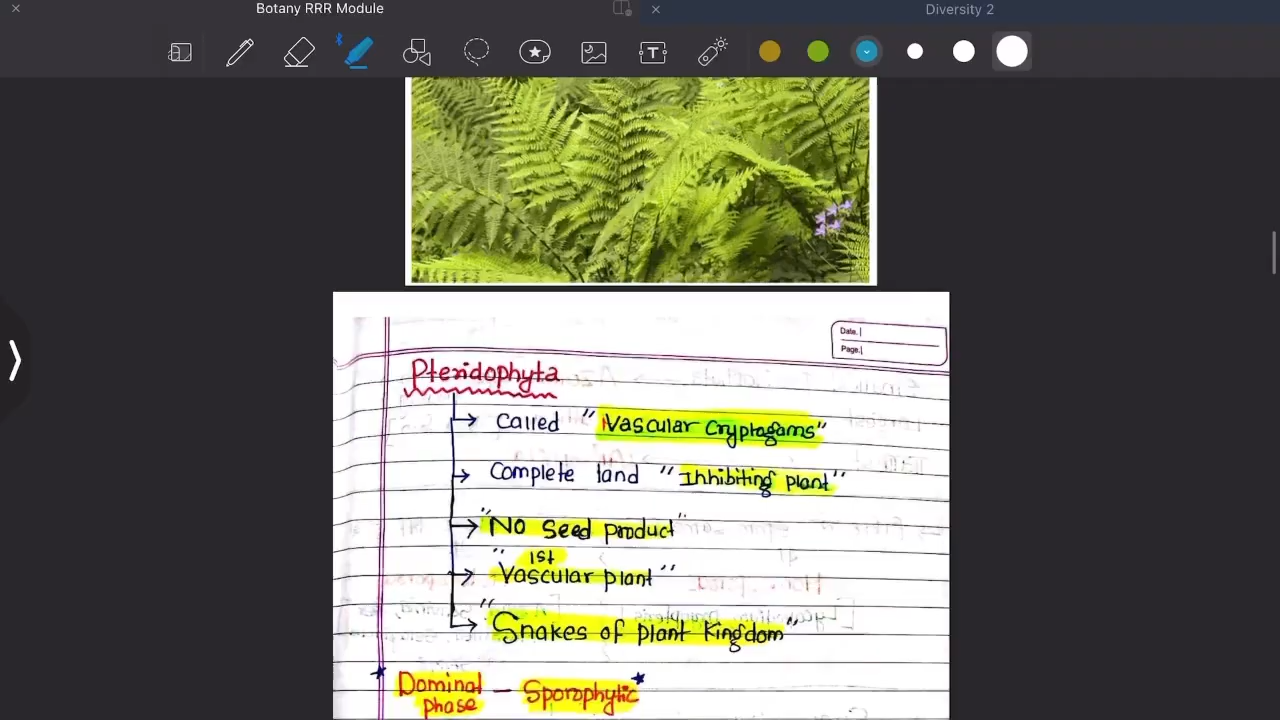 Botany RRR Module
Diversity 2
Date.
Page.
Pteridophyta
→ Called "Vascular Cryptogams"
→ Complete land "Inhibiting plant"
→ "No Seed product"
→ "1st Vascular plant"
→ "Snakes of plant Kingdom"
* Dominal phase – Sporophytic *